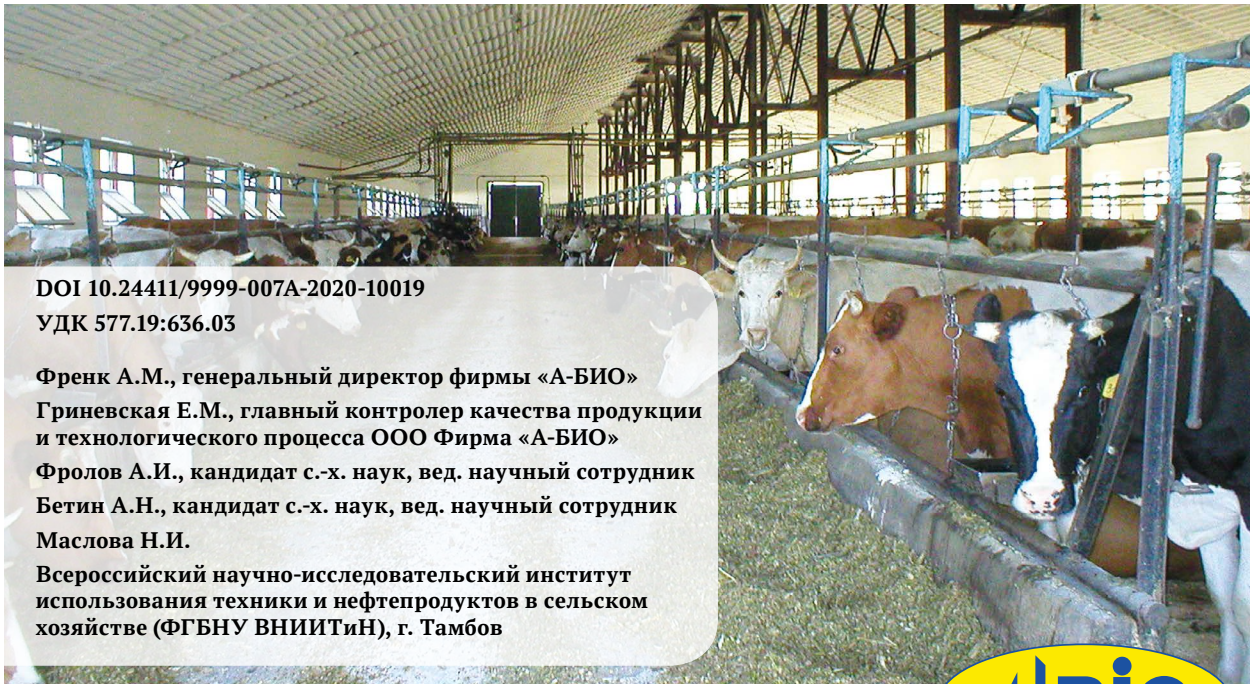 DOI 10.24411/9999-007A-2020-10019
УДК 577.19:636.03
Френк А.М., генеральный директор фирмы «А-БИО»
Гриневская Е.М., главный контролер качества продукции
и технологического процесса ООО Фирма «А-БИО»
Фролов А.И., кандидат с.-х. наук, вед. научный сотрудник
Бетин А.Н., кандидат с.-х. наук, вед. научный сотрудник
Маслова Н.И.
Всероссийский научно-исследовательский институт
использования техники и нефтепродуктов в сельском
хозяйстве (ФГБНУ ВНИИТиН), г. Тамбов